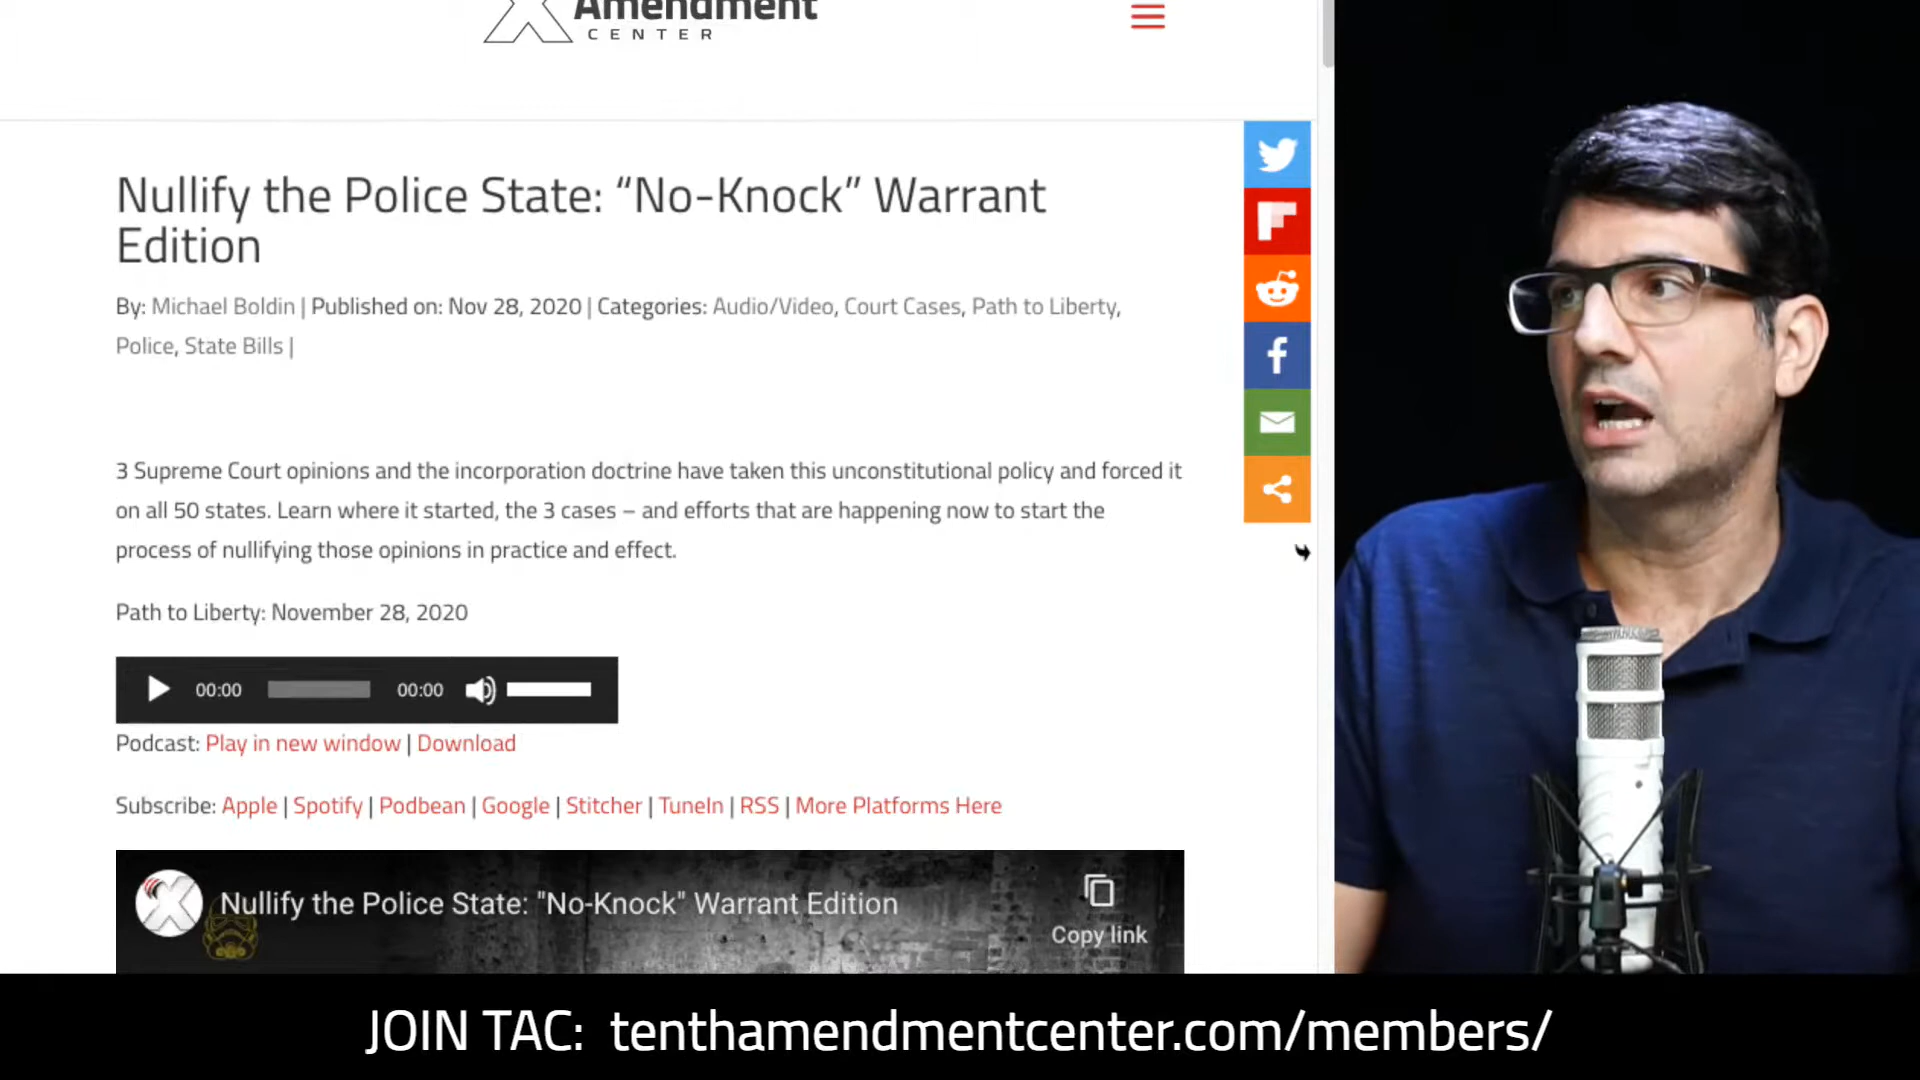 Amendment
CENTER
Nullify the Police State: “No-Knock” Warrant
Edition
By: Michael Boldin | Published on: Nov 28, 2020 | Categories: Audio/Video, Court Cases, Path to Liberty,
Police, State Bills |
3 Supreme Court opinions and the incorporation doctrine have taken this unconstitutional policy and forced it
on all 50 states. Learn where it started, the 3 cases – and efforts that are happening now to start the
process of nullifying those opinions in practice and effect.
Path to Liberty: November 28, 2020
00:00 00:00
Podcast: Play in new window | Download
Subscribe: Apple | Spotify | Podbean | Google | Stitcher | TuneIn | RSS | More Platforms Here
Nullify the Police State: "No-Knock" Warrant Edition
Copy link
JOIN TAC: tenthamendmentcenter.com/members/